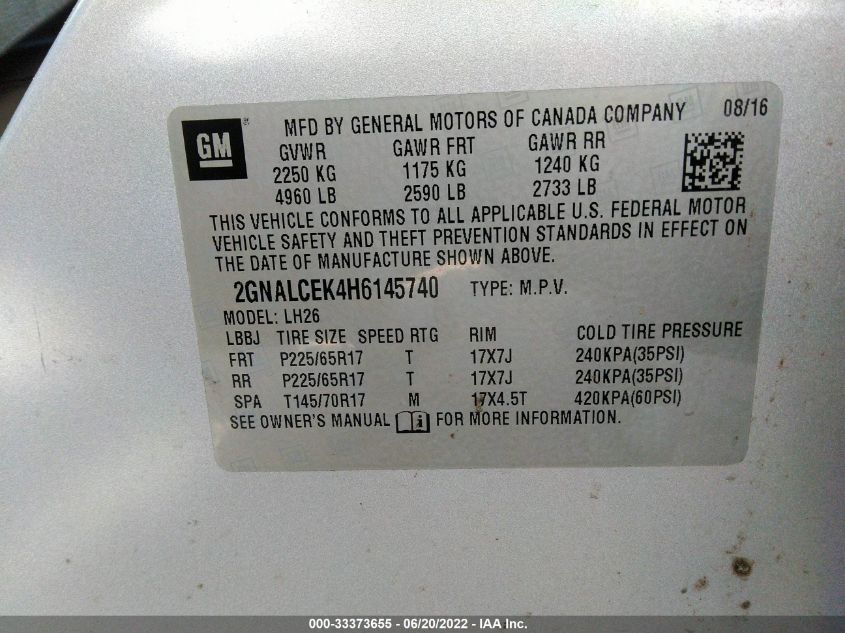 GM
MFD BY GENERAL MOTORS OF CANADA COMPANY 08/16
GVWR GAWR FRT GAWR RR
2250 KG 1175 KG 1240 KG
4960 LB 2590 LB 2733 LB
THIS VEHICLE CONFORMS TO ALL APPLICABLE U.S. FEDERAL MOTOR
VEHICLE SAFETY AND THEFT PREVENTION STANDARDS IN EFFECT ON
THE DATE OF MANUFACTURE SHOWN ABOVE.
2GNALCEK4H6145740 TYPE: M.P.V.
MODEL: LH26
LBBJ TIRE SIZE SPEED RTG RIM COLD TIRE PRESSURE
FRT P225/65R17 T 17X7J 240KPA(35PSI)
RR P225/65R17 T 17X7J 240KPA(35PSI)
SPA T145/70R17 M 17X4.5T 420KPA(60PSI)
SEE OWNER'S MANUAL FOR MORE INFORMATION.
000-33373655 - 06/20/2022 - IAA Inc.